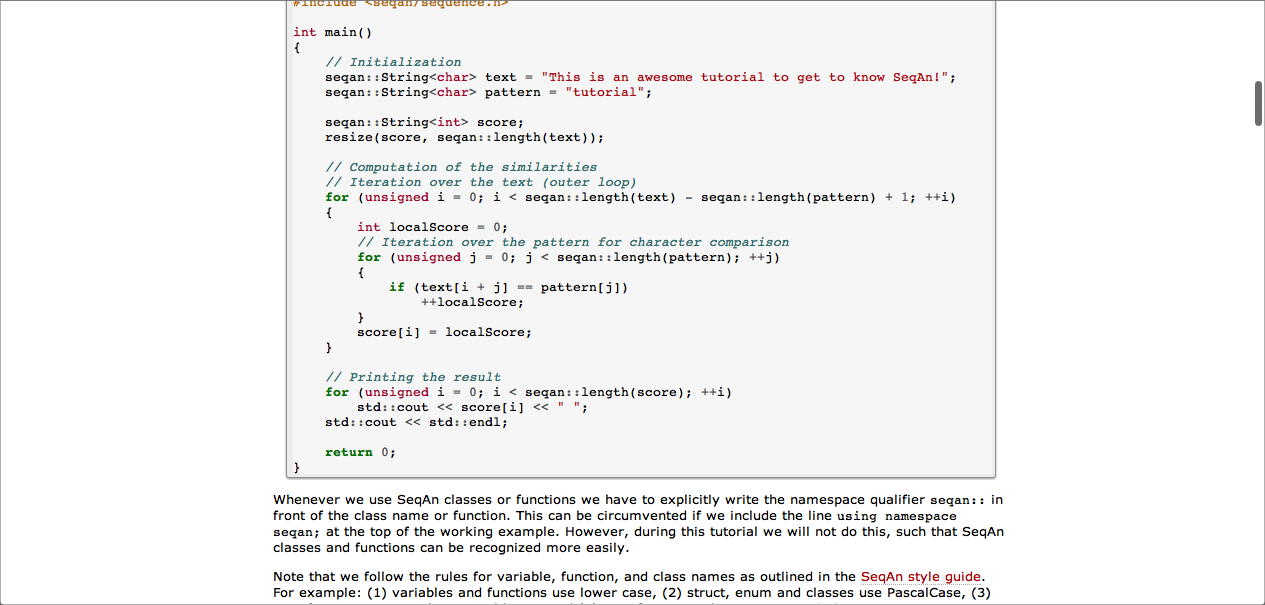 #include <seqan/sequence.h>
int main()
{
    // Initialization
    seqan::String<char> text = "This is an awesome tutorial to get to know SeqAn!";
    seqan::String<char> pattern = "tutorial";
    seqan::String<int> score;
    resize(score, seqan::length(text));
    // Computation of the similarities
    // Iteration over the text (outer loop)
    for (unsigned i = 0; i < seqan::length(text) - seqan::length(pattern) + 1; ++i)
    {
        int localScore = 0;
        // Iteration over the pattern for character comparison
        for (unsigned j = 0; j < seqan::length(pattern); ++j)
        {
            if (text[i + j] == pattern[j])
                ++localScore;
        }
        score[i] = localScore;
    }
    // Printing the result
    for (unsigned i = 0; i < seqan::length(score); ++i)
        std::cout << score[i] << " ";
    std::cout << std::endl;
    return 0;
}
Whenever we use SeqAn classes or functions we have to explicitly write the namespace qualifier seqan:: in
front of the class name or function. This can be circumvented if we include the line using namespace
seqan; at the top of the working example. However, during this tutorial we will not do this, such that SeqAn
classes and functions can be recognized more easily.
Note that we follow the rules for variable, function, and class names as outlined in the SeqAn style guide.
For example: (1) variables and functions use lower case, (2) struct, enum and classes use PascalCase, (3)